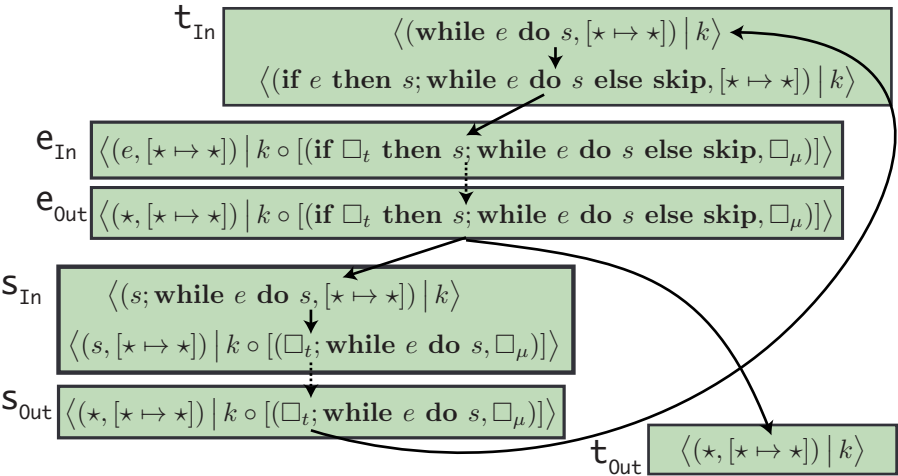 t_In ⟨(while e do s, [⋆ ↦ ⋆]) | k⟩
⟨(if e then s; while e do s else skip, [⋆ ↦ ⋆]) | k⟩
e_In ⟨(e, [⋆ ↦ ⋆]) | k ∘ [(if □_t then s; while e do s else skip, □_μ)]⟩
e_Out ⟨(⋆, [⋆ ↦ ⋆]) | k ∘ [(if □_t then s; while e do s else skip, □_μ)]⟩
s_In ⟨(s; while e do s, [⋆ ↦ ⋆]) | k⟩
⟨(s, [⋆ ↦ ⋆]) | k ∘ [(□_t; while e do s, □_μ)]⟩
s_Out ⟨(⋆, [⋆ ↦ ⋆]) | k ∘ [(□_t; while e do s, □_μ)]⟩
t_Out ⟨(⋆, [⋆ ↦ ⋆]) | k⟩